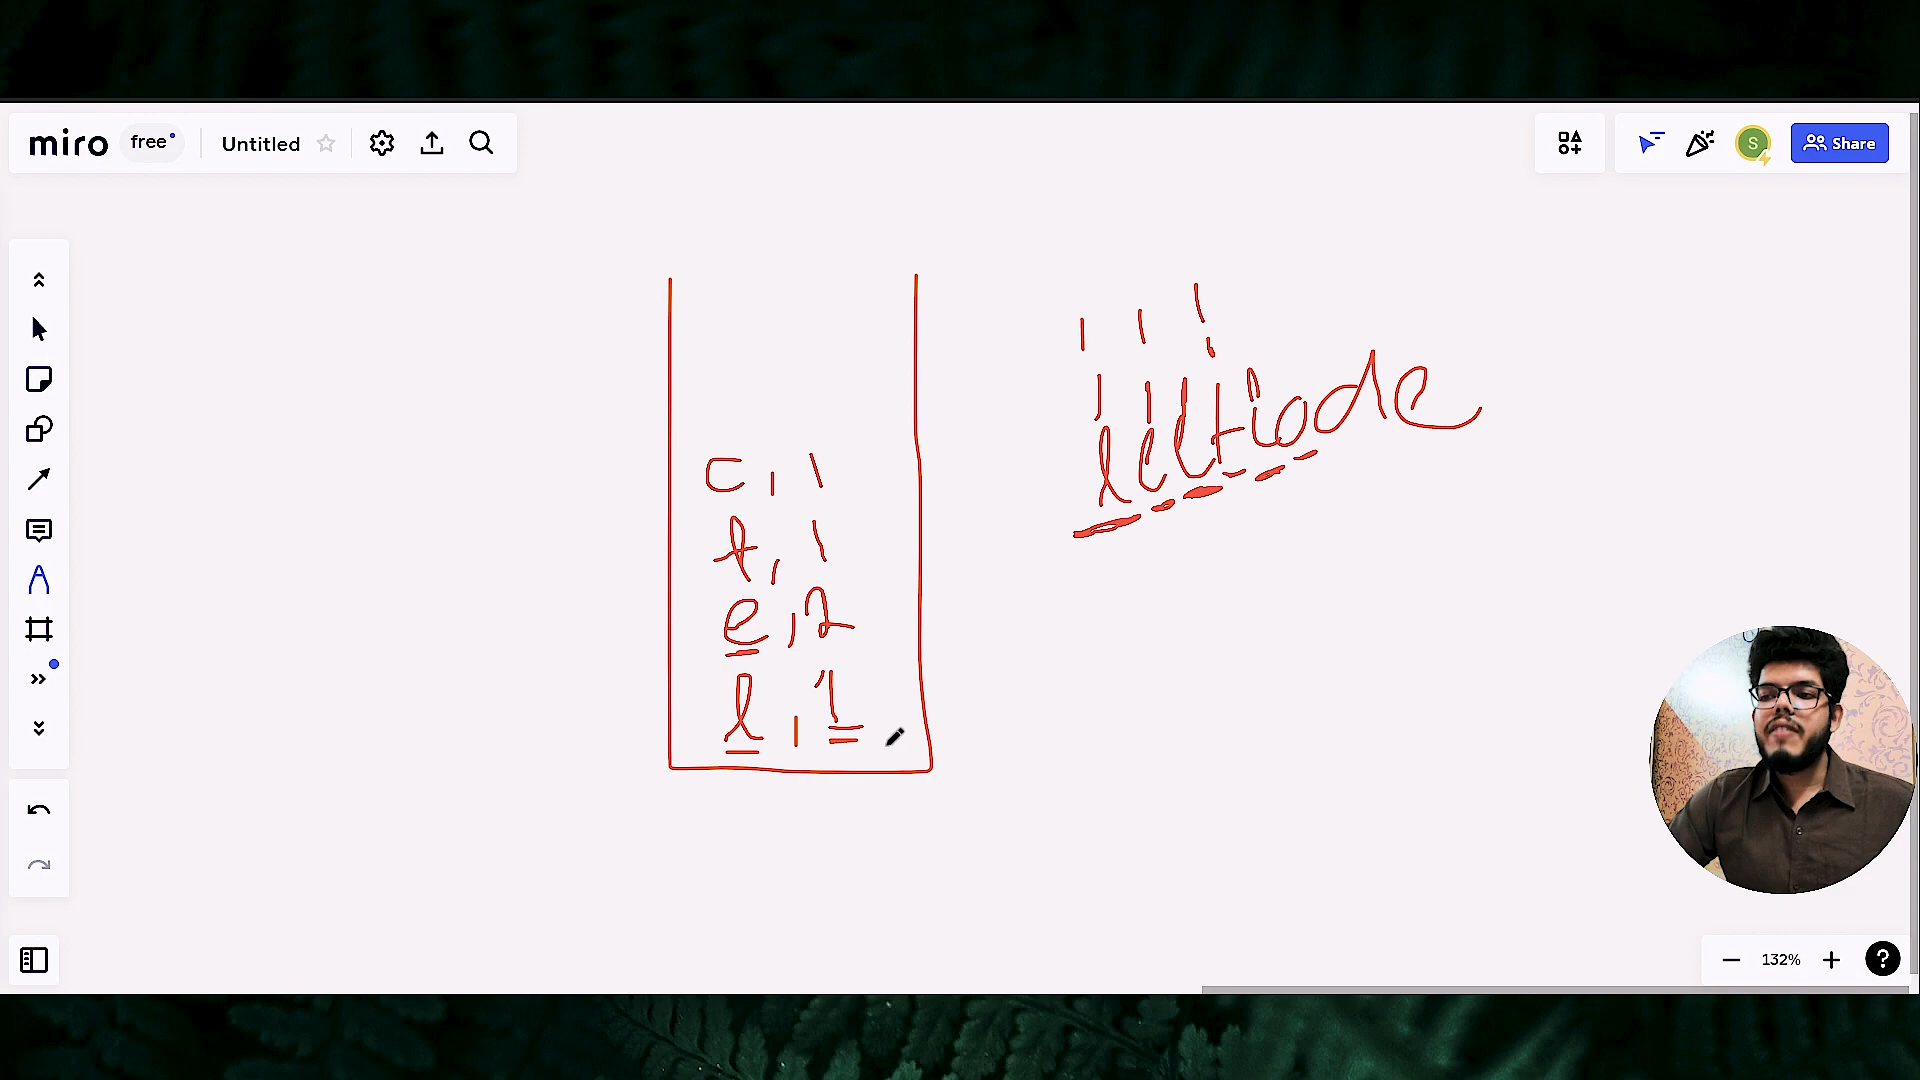 miro free Untitled
Share
S
c, 1
t, 1
e, 2
l, 1
leetcode
132%
?